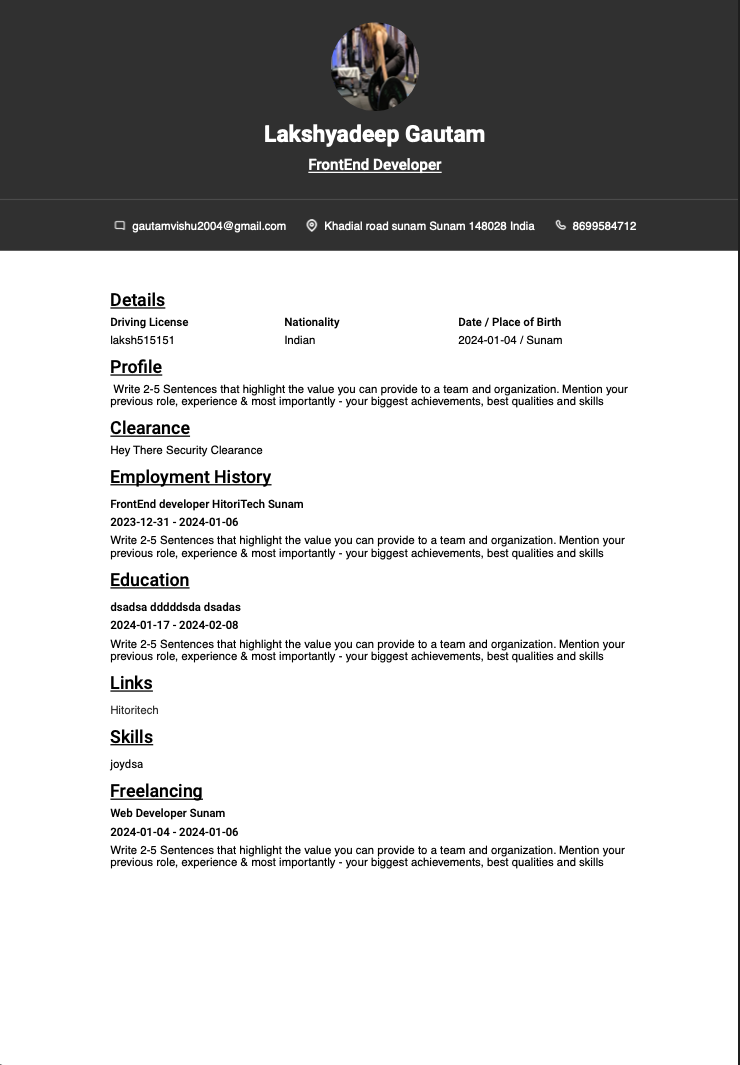 Lakshyadeep Gautam
FrontEnd Developer
gautamvishu2004@gmail.com Khadial road sunam Sunam 148028 India 8699584712
Details
Driving License Nationality Date / Place of Birth
laksh515151 Indian 2024-01-04 / Sunam
Profile
Write 2-5 Sentences that highlight the value you can provide to a team and organization. Mention your
previous role, experience & most importantly - your biggest achievements, best qualities and skills
Clearance
Hey There Security Clearance
Employment History
FrontEnd developer HitoriTech Sunam
2023-12-31 - 2024-01-06
Write 2-5 Sentences that highlight the value you can provide to a team and organization. Mention your
previous role, experience & most importantly - your biggest achievements, best qualities and skills
Education
dsadsa dddddsda dsadas
2024-01-17 - 2024-02-08
Write 2-5 Sentences that highlight the value you can provide to a team and organization. Mention your
previous role, experience & most importantly - your biggest achievements, best qualities and skills
Links
Hitoritech
Skills
joydsa
Freelancing
Web Developer Sunam
2024-01-04 - 2024-01-06
Write 2-5 Sentences that highlight the value you can provide to a team and organization. Mention your
previous role, experience & most importantly - your biggest achievements, best qualities and skills